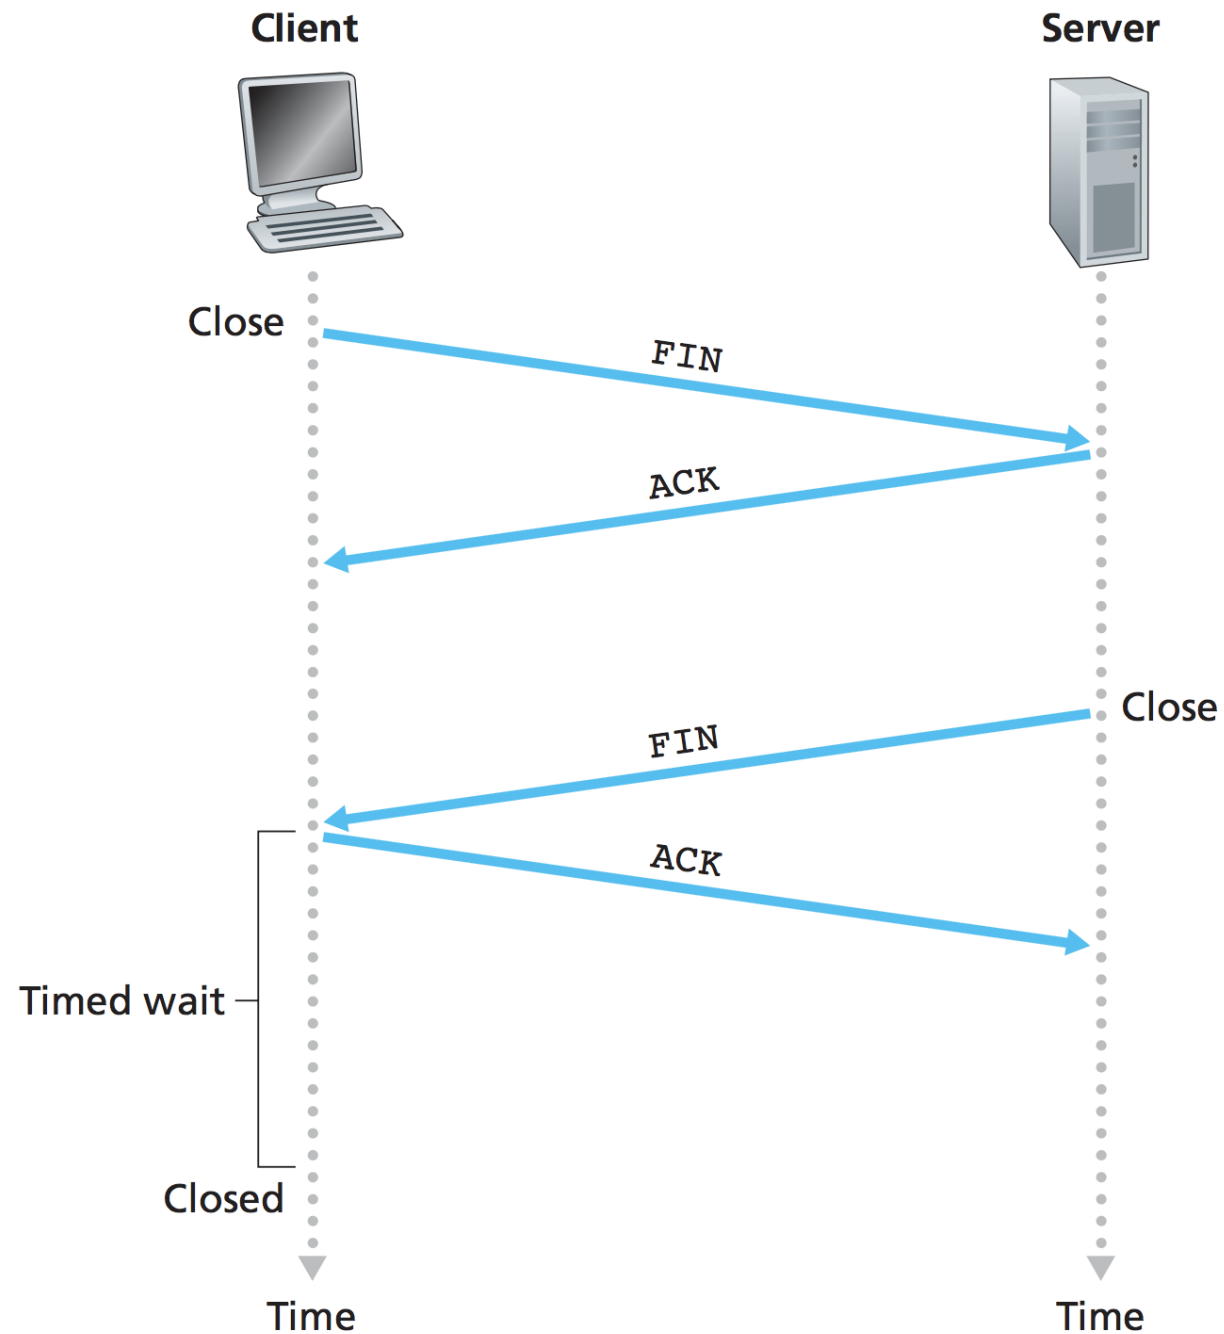 Client
Server
Close
FIN
ACK
Close
FIN
ACK
Timed wait
Closed
Time
Time